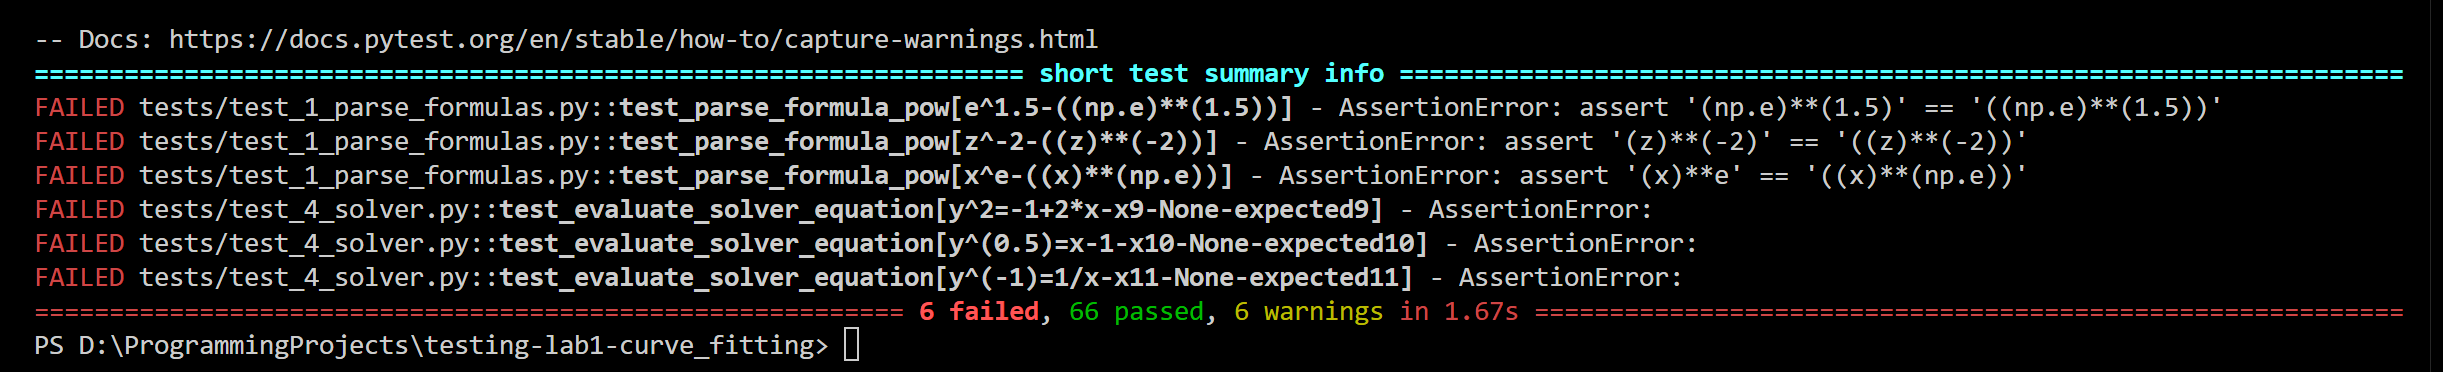 -- Docs: https://docs.pytest.org/en/stable/how-to/capture-warnings.html
================================================================== short test summary info ===================================================================
FAILED tests/test_1_parse_formulas.py::test_parse_formula_pow[e^1.5-((np.e)**(1.5))] - AssertionError: assert '(np.e)**(1.5)' == '((np.e)**(1.5))'
FAILED tests/test_1_parse_formulas.py::test_parse_formula_pow[z^-2-((z)**(-2))] - AssertionError: assert '(z)**(-2)' == '((z)**(-2))'
FAILED tests/test_1_parse_formulas.py::test_parse_formula_pow[x^e-((x)**(np.e))] - AssertionError: assert '(x)**e' == '((x)**(np.e))'
FAILED tests/test_4_solver.py::test_evaluate_solver_equation[y^2=-1+2*x-x9-None-expected9] - AssertionError:
FAILED tests/test_4_solver.py::test_evaluate_solver_equation[y^(0.5)=x-1-x10-None-expected10] - AssertionError:
FAILED tests/test_4_solver.py::test_evaluate_solver_equation[y^(-1)=1/x-x11-None-expected11] - AssertionError:
========================================================== 6 failed, 66 passed, 6 warnings in 1.67s ==========================================================
PS D:\ProgrammingProjects\testing-lab1-curve_fitting>